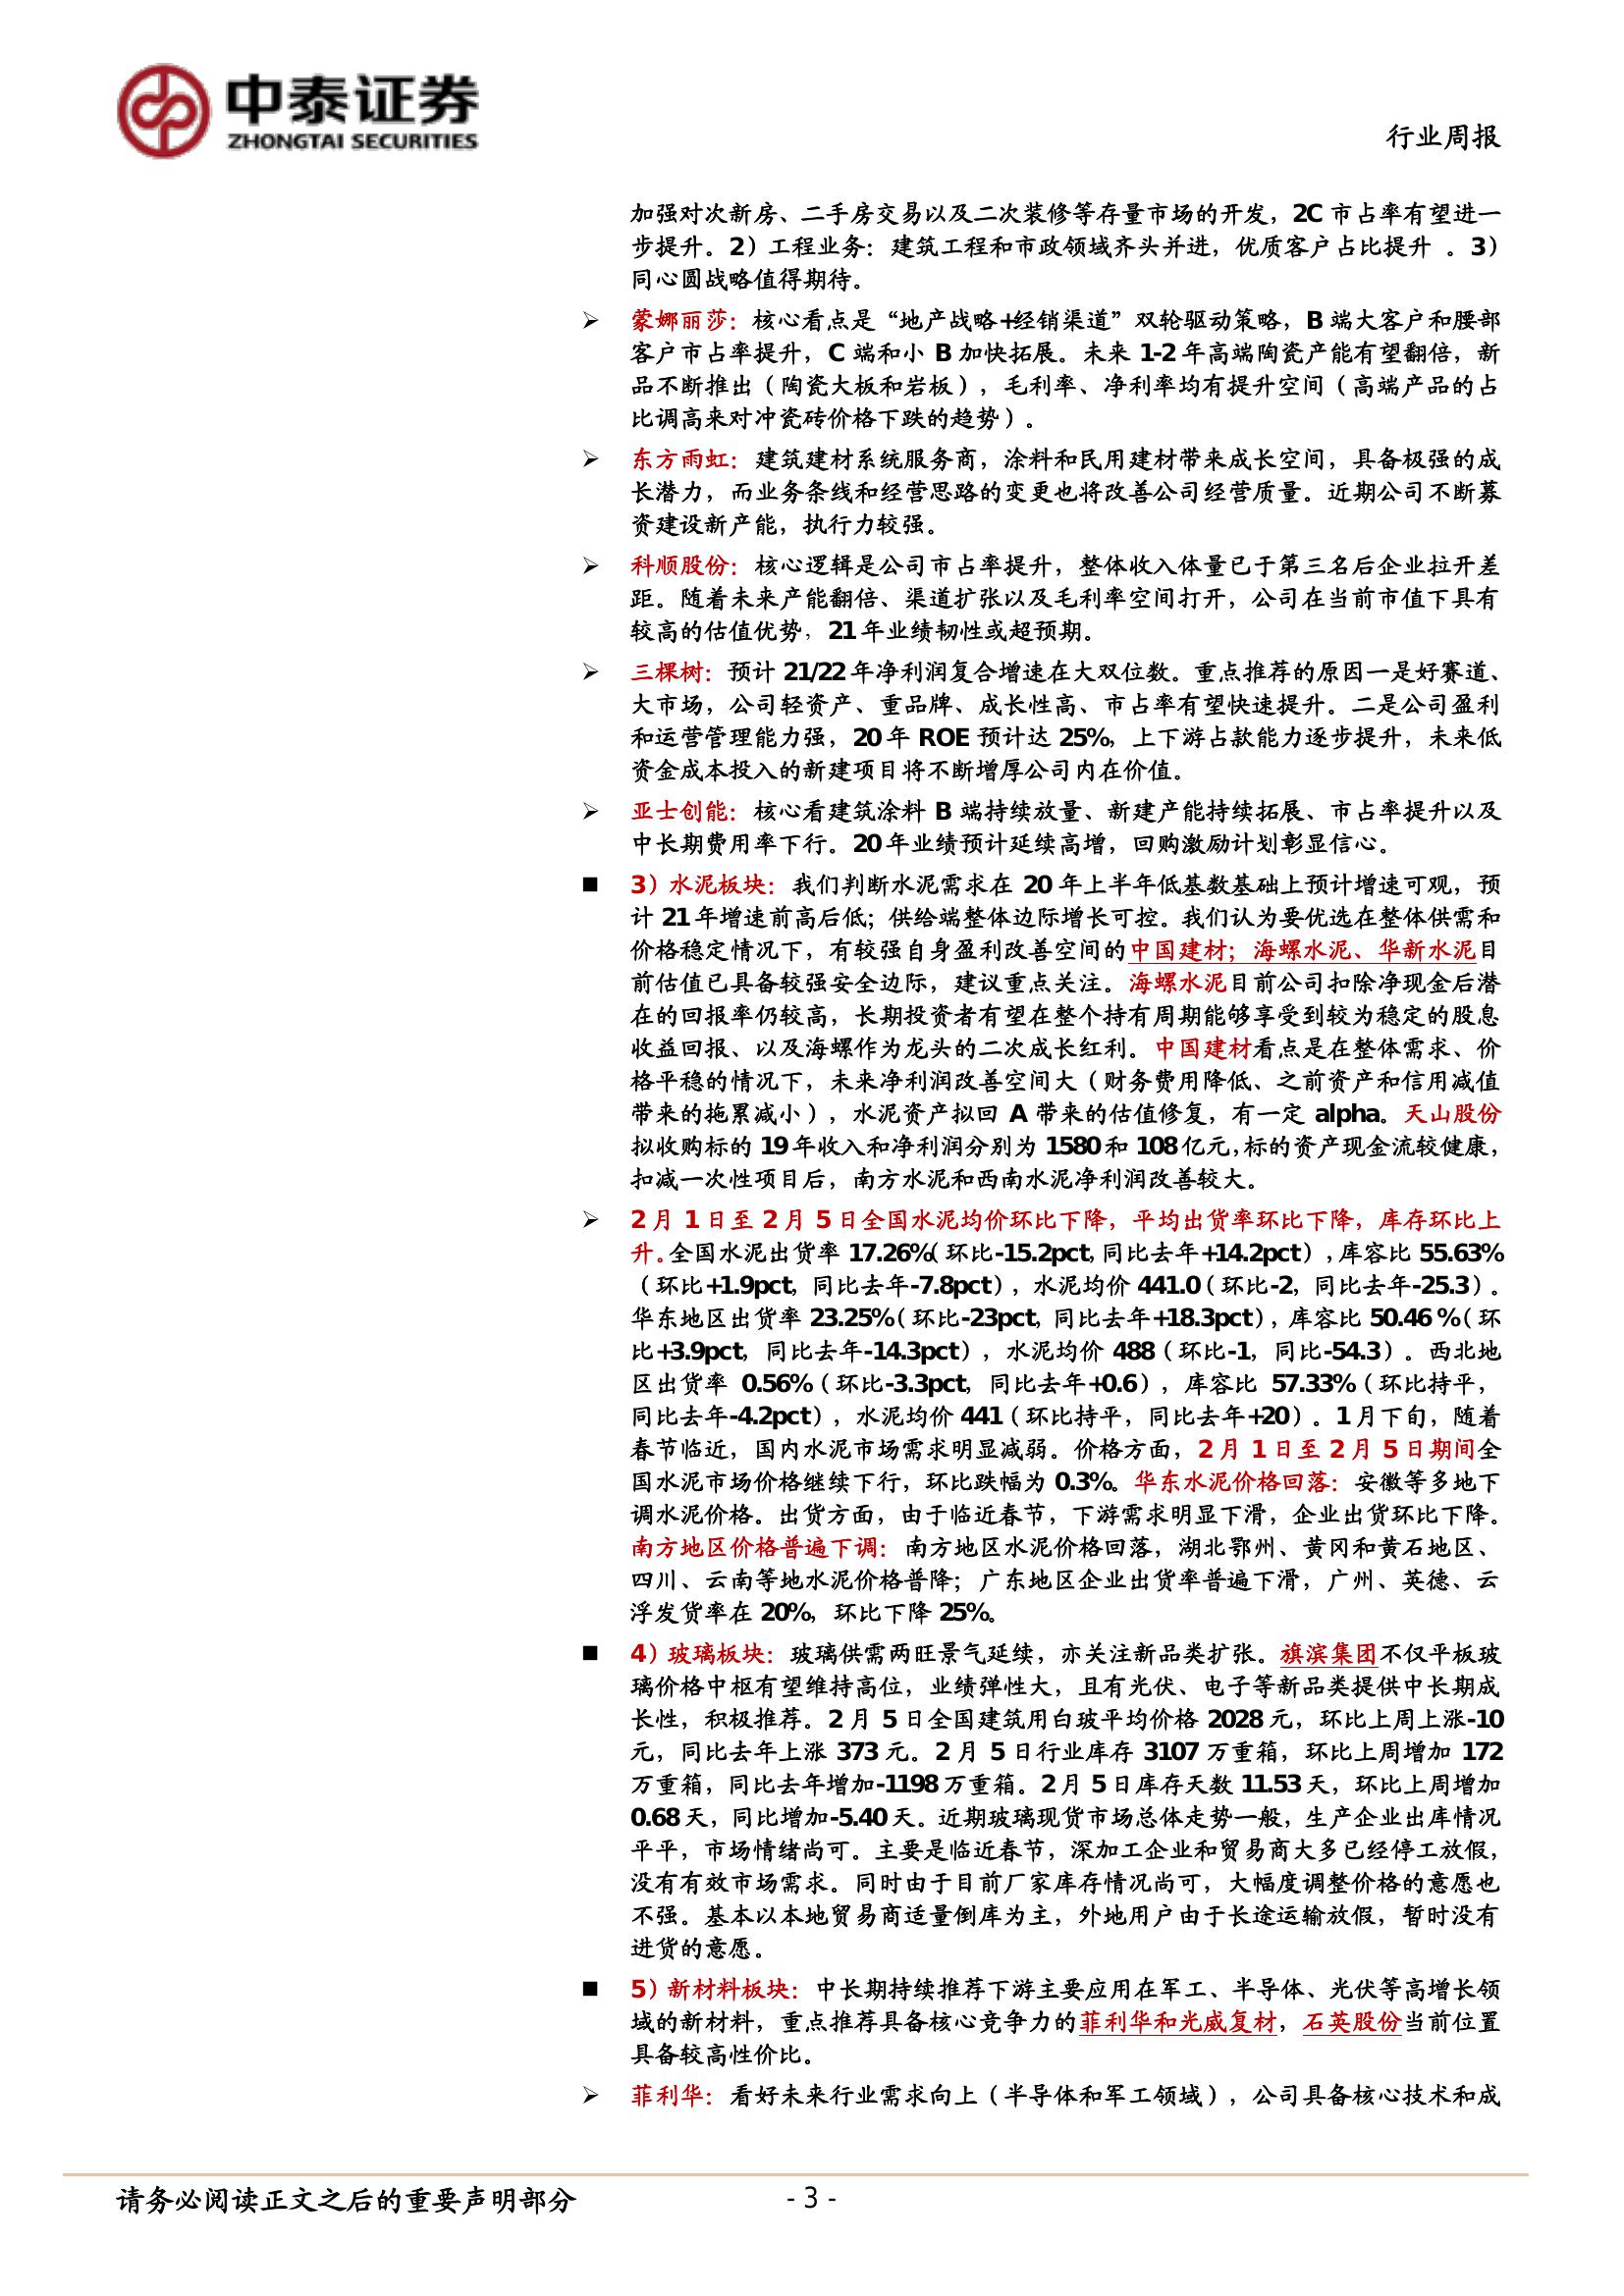 中泰证券
ZHONGTAI SECURITIES
行业周报
加强对次新房、二手房交易以及二次装修等存量市场的开发，2C 市占率有望进一
步提升。2）工程业务：建筑工程和市政领域齐头并进，优质客户占比提升 。3）
同心圆战略值得期待。
➢ 蒙娜丽莎：核心看点是“地产战略+经销渠道”双轮驱动策略，B 端大客户和腰部
客户市占率提升，C 端和小 B 加快拓展。未来 1-2 年高端陶瓷产能有望翻倍，新
品不断推出（陶瓷大板和岩板），毛利率、净利率均有提升空间（高端产品的占
比调高来对冲瓷砖价格下跌的趋势）。
➢ 东方雨虹：建筑建材系统服务商，涂料和民用建材带来成长空间，具备极强的成
长潜力，而业务条线和经营思路的变更也将改善公司经营质量。近期公司不断募
资建设新产能，执行力较强。
➢ 科顺股份：核心逻辑是公司市占率提升，整体收入体量已于第三名后企业拉开差
距。随着未来产能翻倍、渠道扩张以及毛利率空间打开，公司在当前市值下具有
较高的估值优势，21 年业绩韧性或超预期。
➢ 三棵树：预计 21/22 年净利润复合增速在大双位数。重点推荐的原因一是好赛道、
大市场，公司轻资产、重品牌、成长性高、市占率有望快速提升。二是公司盈利
和运营管理能力强，20 年 ROE 预计达 25%，上下游占款能力逐步提升，未来低
资金成本投入的新建项目将不断增厚公司内在价值。
➢ 亚士创能：核心看建筑涂料 B 端持续放量、新建产能持续拓展、市占率提升以及
中长期费用率下行。20 年业绩预计延续高增，回购激励计划彰显信心。
■ 3）水泥板块：我们判断水泥需求在 20 年上半年低基数基础上预计增速可观，预
计 21 年增速前高后低；供给端整体边际增长可控。我们认为要优选在整体供需和
价格稳定情况下，有较强自身盈利改善空间的中国建材；海螺水泥、华新水泥目
前估值已具备较强安全边际，建议重点关注。海螺水泥目前公司扣除净现金后潜
在的回报率仍较高，长期投资者有望在整个持有周期能够享受到较为稳定的股息
收益回报、以及海螺作为龙头的二次成长红利。中国建材看点是在整体需求、价
格平稳的情况下，未来净利润改善空间大（财务费用降低、之前资产和信用减值
带来的拖累减小），水泥资产拟回 A 带来的估值修复，有一定 alpha。天山股份
拟收购标的 19 年收入和净利润分别为 1580 和 108 亿元，标的资产现金流较健康，
扣减一次性项目后，南方水泥和西南水泥净利润改善较大。
➢ 2 月 1 日至 2 月 5 日全国水泥均价环比下降，平均出货率环比下降，库存环比上
升。全国水泥出货率 17.26%（环比-15.2pct，同比去年+14.2pct），库容比 55.63%
（环比+1.9pct，同比去年-7.8pct），水泥均价 441.0（环比-2，同比去年-25.3）。
华东地区出货率 23.25%（环比-23pct，同比去年+18.3pct），库容比 50.46 %（环
比+3.9pct，同比去年-14.3pct），水泥均价 488（环比-1，同比-54.3）。西北地
区出货率 0.56%（环比-3.3pct，同比去年+0.6），库容比 57.33%（环比持平，
同比去年-4.2pct），水泥均价 441（环比持平，同比去年+20）。1 月下旬，随着
春节临近，国内水泥市场需求明显减弱。价格方面，2 月 1 日至 2 月 5 日期间全
国水泥市场价格继续下行，环比跌幅为 0.3%。华东水泥价格回落：安徽等多地下
调水泥价格。出货方面，由于临近春节，下游需求明显下滑，企业出货环比下降。
南方地区价格普遍下调：南方地区水泥价格回落，湖北鄂州、黄冈和黄石地区、
四川、云南等地水泥价格普降；广东地区企业出货率普遍下滑，广州、英德、云
浮发货率在 20%，环比下降 25%。
■ 4）玻璃板块：玻璃供需两旺景气延续，亦关注新品类扩张。旗滨集团不仅平板玻
璃价格中枢有望维持高位，业绩弹性大，且有光伏、电子等新品类提供中长期成
长性，积极推荐。2 月 5 日全国建筑用白玻平均价格 2028 元，环比上周上涨-10
元，同比去年上涨 373 元。2 月 5 日行业库存 3107 万重箱，环比上周增加 172
万重箱，同比去年增加-1198 万重箱。2 月 5 日库存天数 11.53 天，环比上周增加
0.68 天，同比增加-5.40 天。近期玻璃现货市场总体走势一般，生产企业出库情况
平平，市场情绪尚可。主要是临近春节，深加工企业和贸易商大多已经停工放假，
没有有效市场需求。同时由于目前厂家库存情况尚可，大幅度调整价格的意愿也
不强。基本以本地贸易商适量倒库为主，外地用户由于长途运输放假，暂时没有
进货的意愿。
■ 5）新材料板块：中长期持续推荐下游主要应用在军工、半导体、光伏等高增长领
域的新材料，重点推荐具备核心竞争力的菲利华和光威复材，石英股份当前位置
具备较高性价比。
➢ 菲利华：看好未来行业需求向上（半导体和军工领域），公司具备核心技术和成
请务必阅读正文之后的重要声明部分
- 3 -